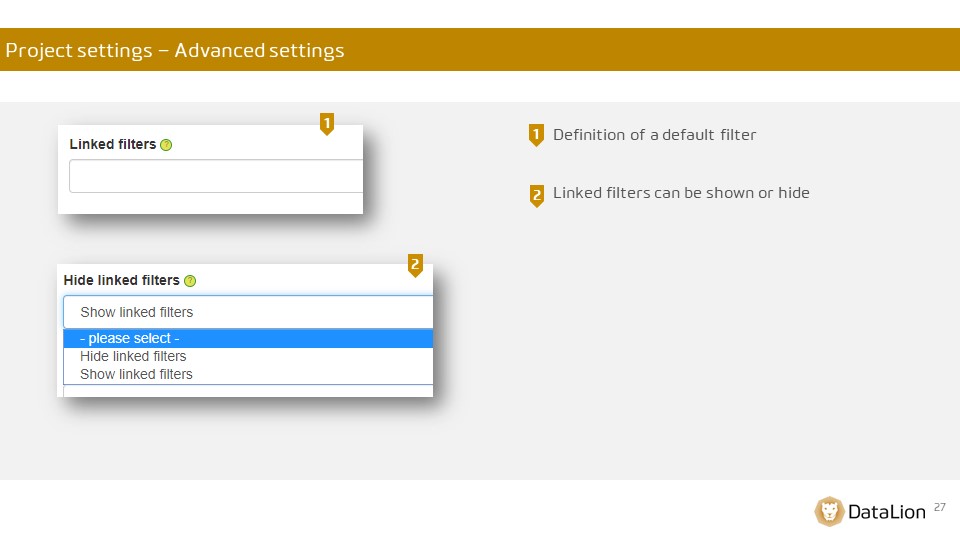 Project settings – Advanced settings
1
Linked filters ?
1 Definition of a default filter
2 Linked filters can be shown or hide
2
Hide linked filters ?
Show linked filters
- please select -
Hide linked filters
Show linked filters
DataLion 27